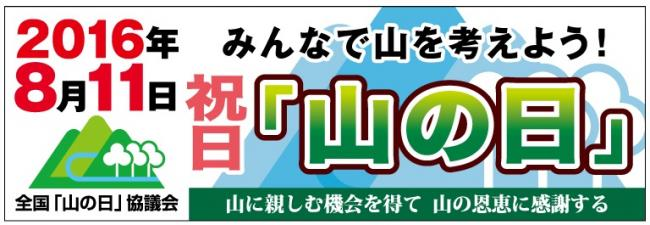 2016年
8月11日
みんなで山を考えよう!
祝日
「山の日」
全国「山の日」協議会
山に親しむ機会を得て 山の恩恵に感謝する